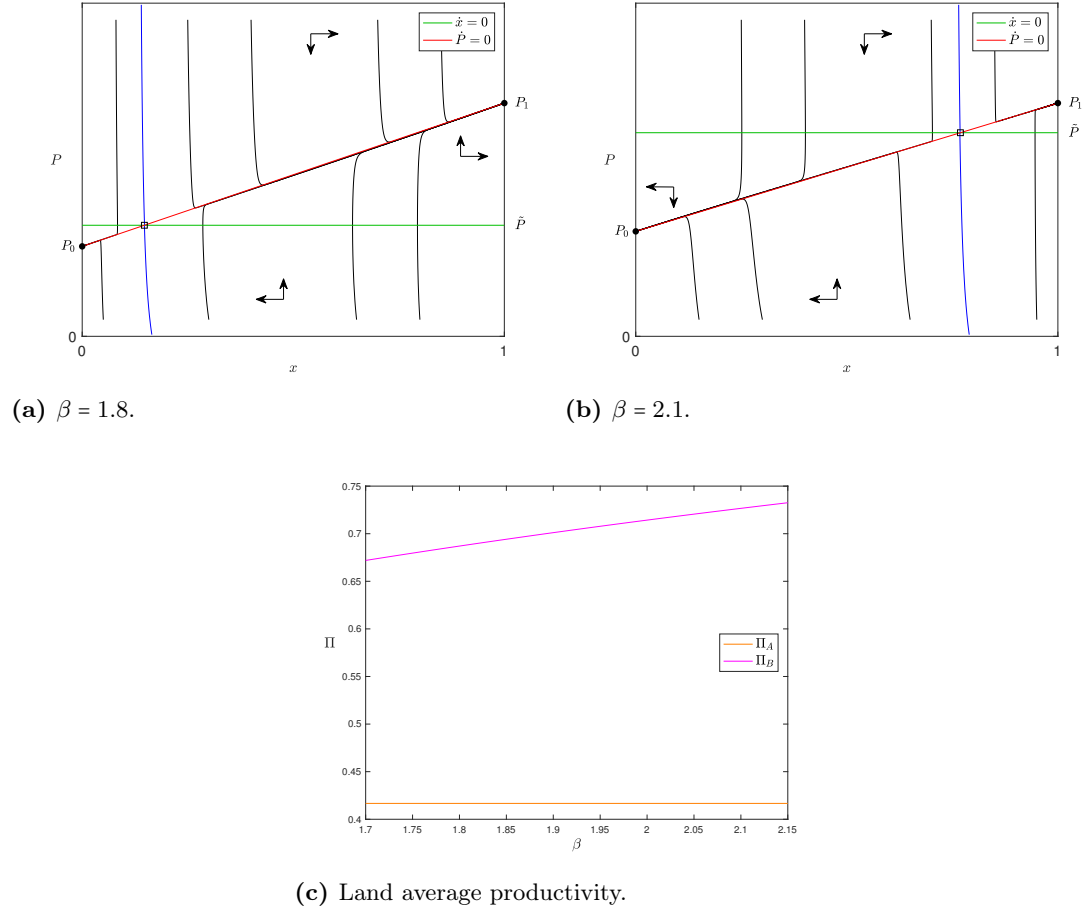 ẋ = 0
Ṗ = 0
P₁
P
P̃
P₀
0
0
1
x
(a) β = 1.8.
ẋ = 0
Ṗ = 0
P₁
P̃
P
P₀
0
0
1
x
(b) β = 2.1.
0.75
0.7
0.65
Π
Π_A
Π_B
0.6
0.55
0.5
0.45
0.4
1.7 1.75 1.8 1.85 1.9 1.95 2 2.05 2.1 2.15
β
(c) Land average productivity.